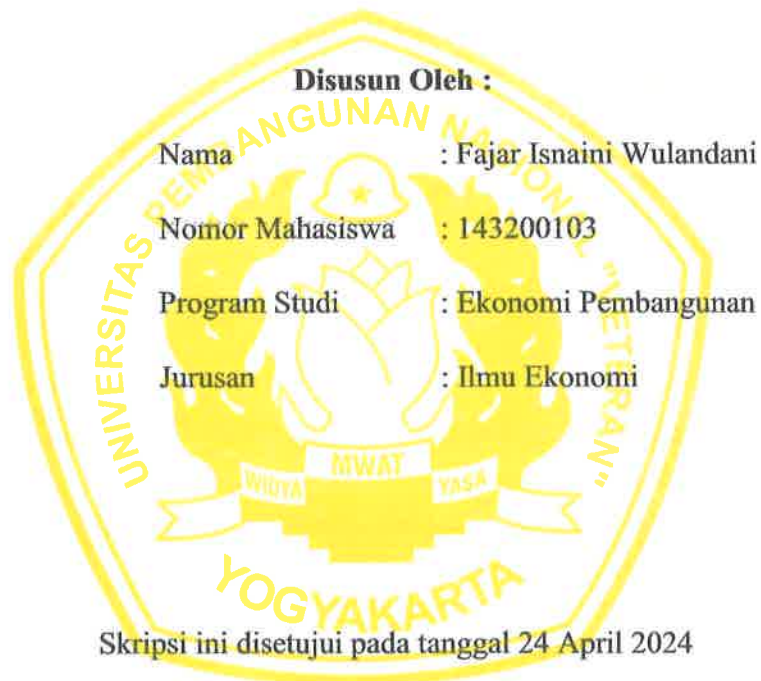 Disusun Oleh :
UNIVERSITAS PEMBANGUNAN NASIONAL "VETERAN"
Nama : Fajar Isnaini Wulandani
Nomor Mahasiswa : 143200103
Program Studi : Ekonomi Pembangunan
Jurusan : Ilmu Ekonomi
WIDYA MWAT YASA
YOGYAKARTA
Skripsi ini disetujui pada tanggal 24 April 2024